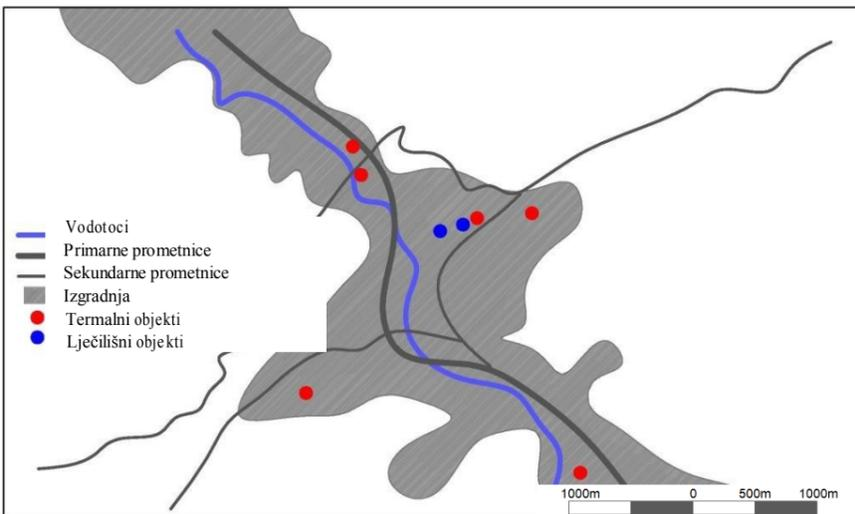 Vodotoci
Primarne prometnice
Sekundarne prometnice
Izgradnja
Termalni objekti
Lječilišni objekti
1000m 0 500m 1000m